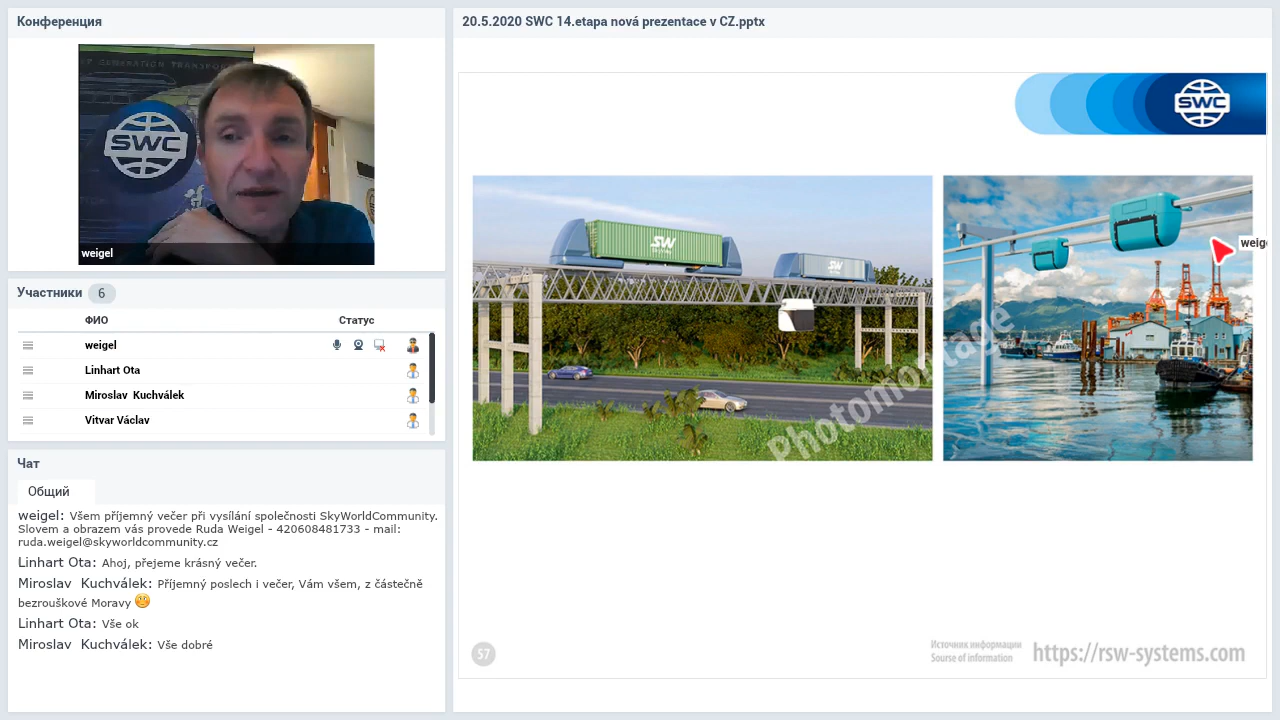 Конференция
SWC
weigel
Участники 6
ФИО Статус
weigel
Linhart Ota
Miroslav Kuchválek
Vitvar Václav
Чат
Общий
weigel: Všem příjemný večer při vysílání společnosti SkyWorldCommunity.
Slovem a obrazem vás provede Ruda Weigel - 420608481733 - mail:
ruda.weigel@skyworldcommunity.cz
Linhart Ota: Ahoj, přejeme krásný večer.
Miroslav Kuchválek: Příjemný poslech i večer, Vám všem, z částečně
bezrouškové Moravy
Linhart Ota: Vše ok
Miroslav Kuchválek: Vše dobré
20.5.2020 SWC 14.etapa nová prezentace v CZ.pptx
SWC
SW
SW
weig
Photomontage
57
Источник информации
Sourse of information
https://rsw-systems.com